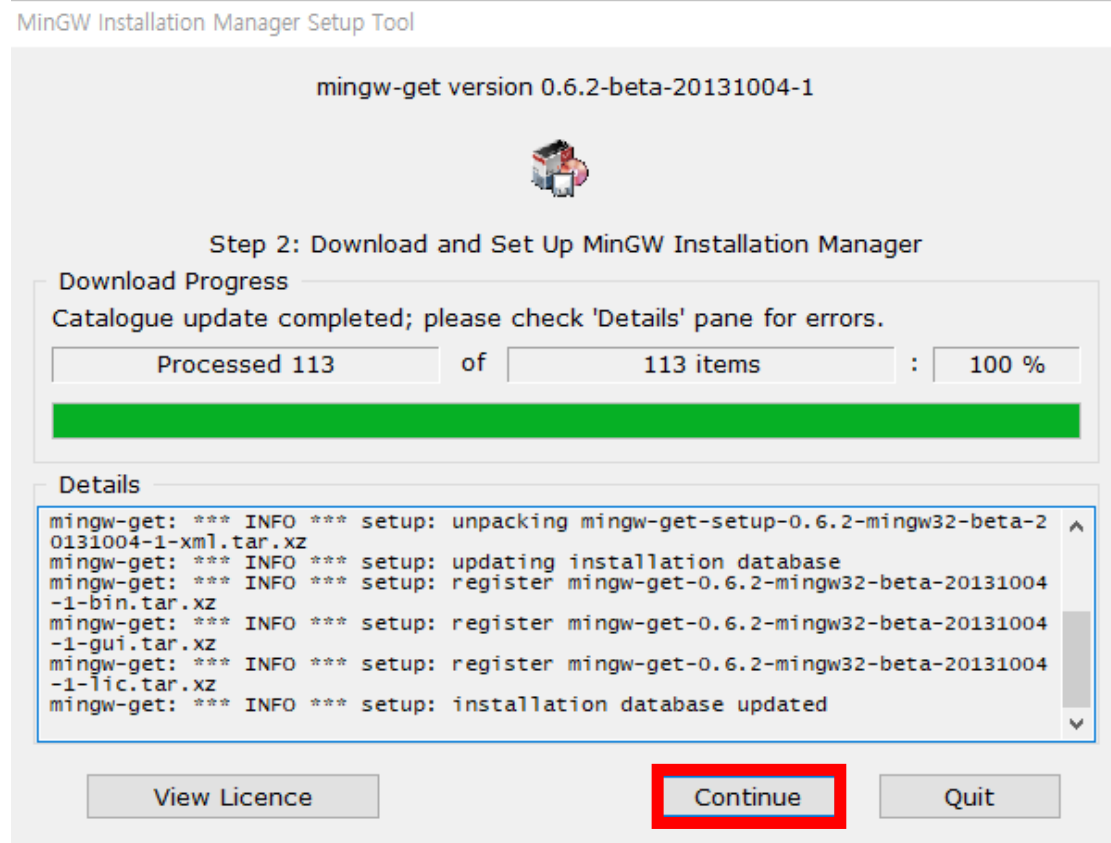 MinGW Installation Manager Setup Tool
mingw-get version 0.6.2-beta-20131004-1
Step 2: Download and Set Up MinGW Installation Manager
Download Progress
Catalogue update completed; please check 'Details' pane for errors.
Processed 113 of 113 items : 100 %
Details
mingw-get: *** INFO *** setup: unpacking mingw-get-setup-0.6.2-mingw32-beta-2
0131004-1-xml.tar.xz
mingw-get: *** INFO *** setup: updating installation database
mingw-get: *** INFO *** setup: register mingw-get-0.6.2-mingw32-beta-20131004
-1-bin.tar.xz
mingw-get: *** INFO *** setup: register mingw-get-0.6.2-mingw32-beta-20131004
-1-gui.tar.xz
mingw-get: *** INFO *** setup: register mingw-get-0.6.2-mingw32-beta-20131004
-1-lic.tar.xz
mingw-get: *** INFO *** setup: installation database updated
View Licence Continue Quit